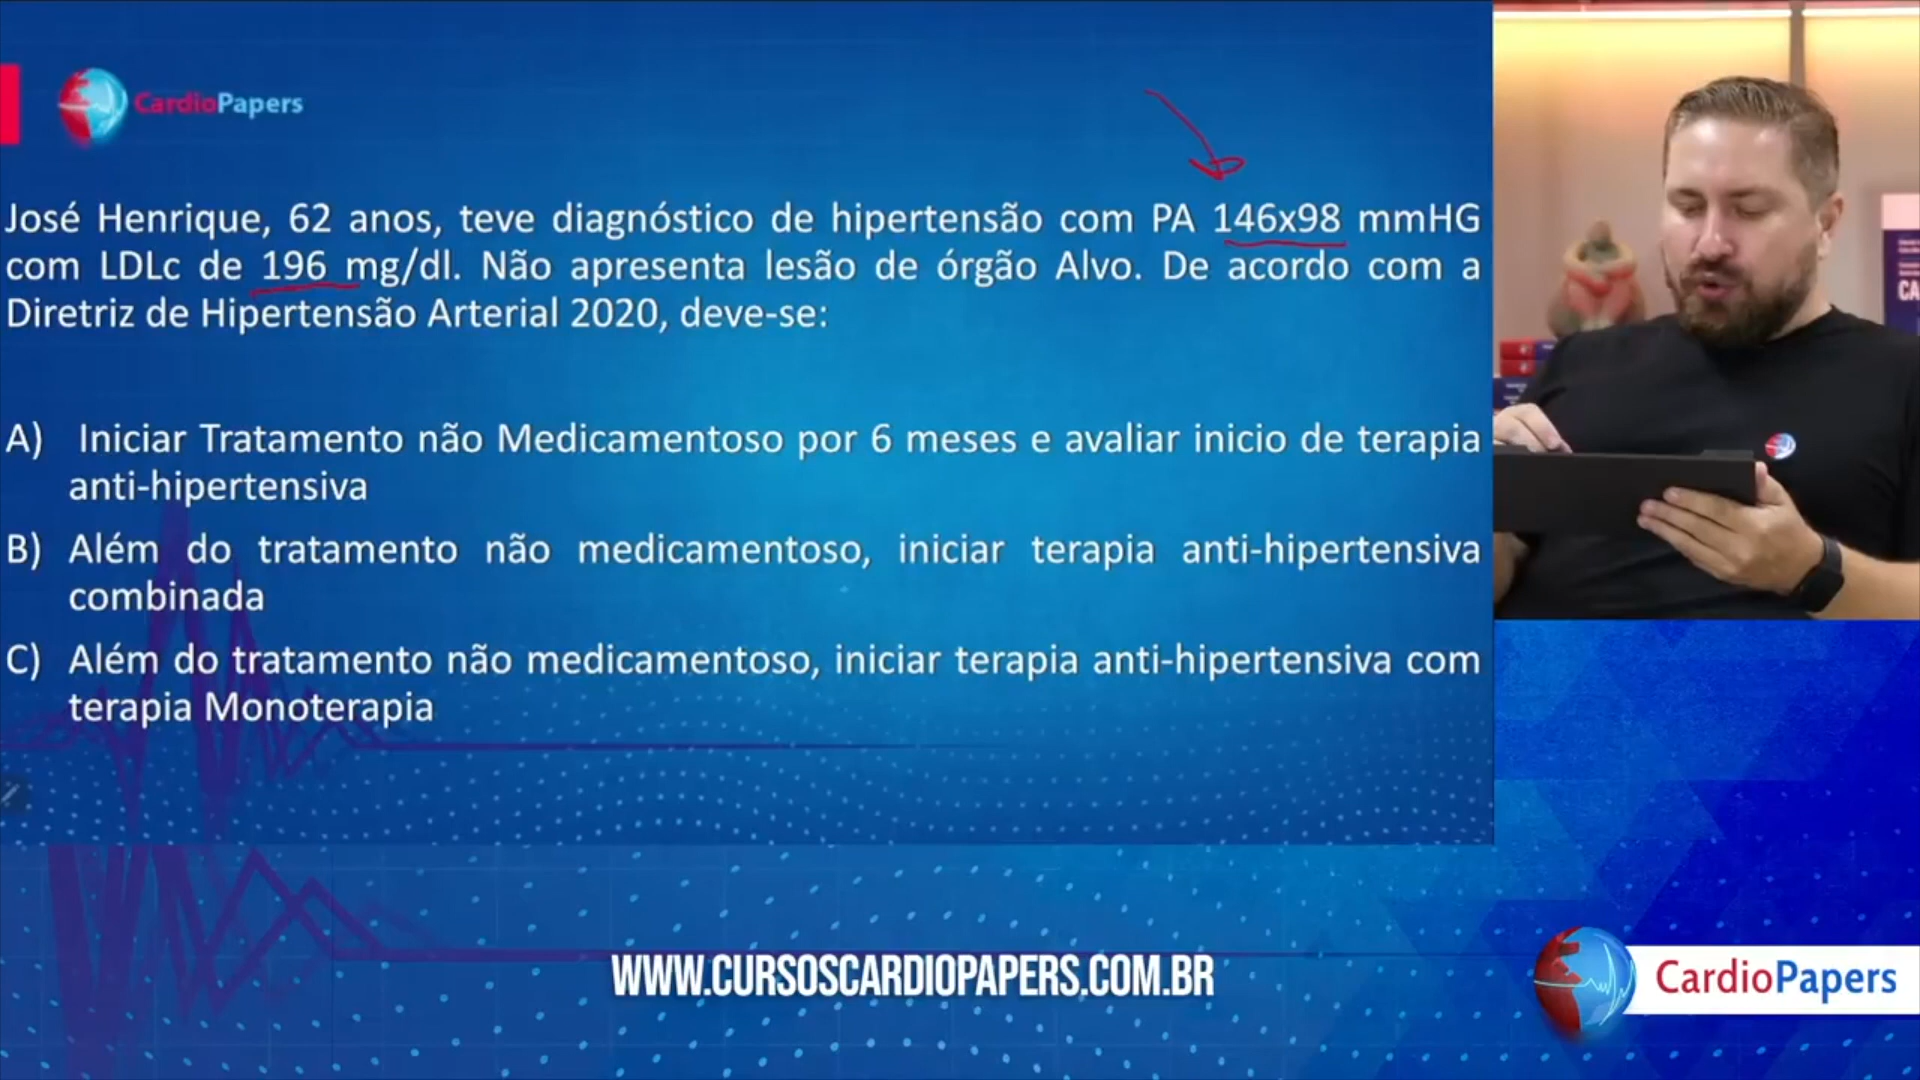 CardioPapers
José Henrique, 62 anos, teve diagnóstico de hipertensão com PA 146x98 mmHG
com LDLc de 196 mg/dl. Não apresenta lesão de órgão Alvo. De acordo com a
Diretriz de Hipertensão Arterial 2020, deve-se:
A) Iniciar Tratamento não Medicamentoso por 6 meses e avaliar inicio de terapia
anti-hipertensiva
B) Além do tratamento não medicamentoso, iniciar terapia anti-hipertensiva
combinada
C) Além do tratamento não medicamentoso, iniciar terapia anti-hipertensiva com
terapia Monoterapia
CA
WWW.CURSOSCARDIOPAPERS.COM.BR
CardioPapers